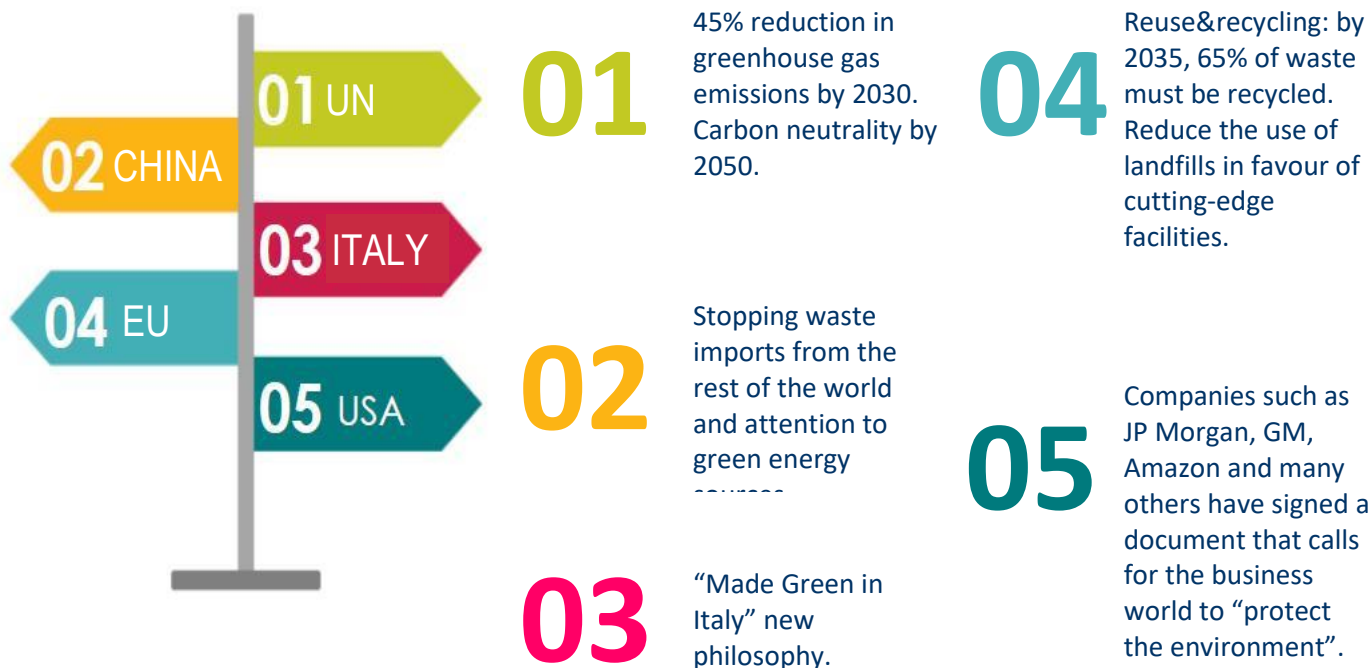 01 UN
02 CHINA
03 ITALY
04 EU
05 USA
01
45% reduction in
greenhouse gas
emissions by 2030.
Carbon neutrality by
2050.
02
Stopping waste
imports from the
rest of the world
and attention to
green energy
sources
03
“Made Green in
Italy” new
philosophy.
04
Reuse&recycling: by
2035, 65% of waste
must be recycled.
Reduce the use of
landfills in favour of
cutting-edge
facilities.
05
Companies such as
JP Morgan, GM,
Amazon and many
others have signed a
document that calls
for the business
world to “protect
the environment”.